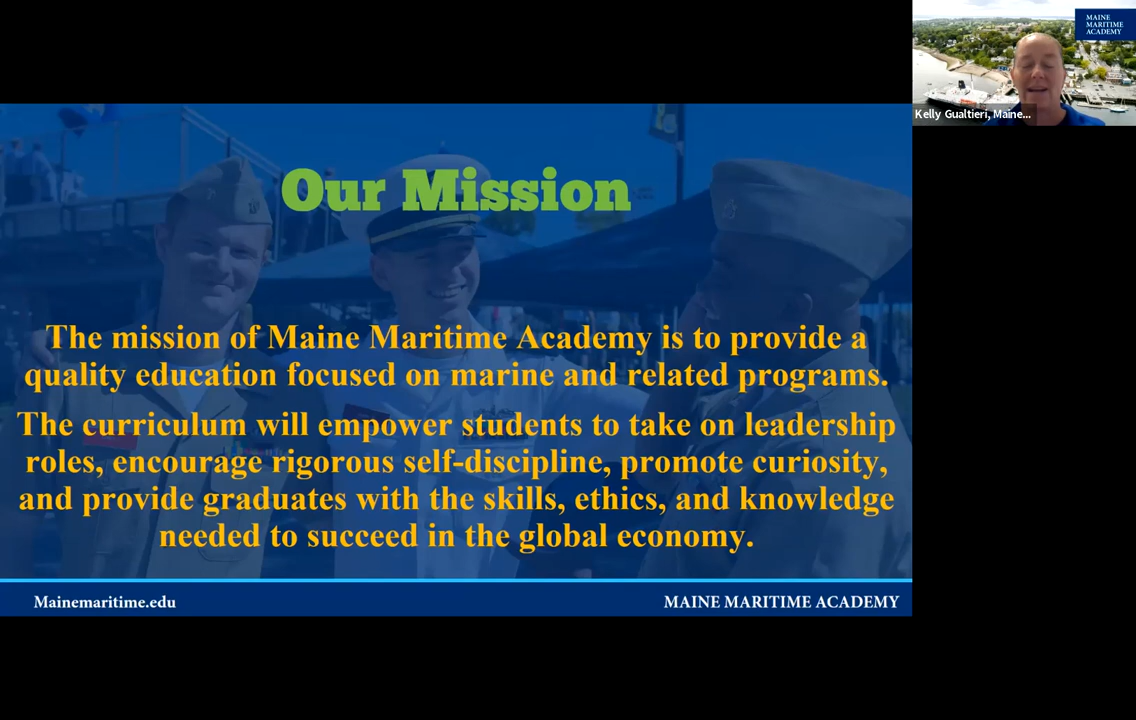 MAINE
MARITIME
ACADEMY
Kelly Gualtieri, Maine...
Our Mission
The mission of Maine Maritime Academy is to provide a
quality education focused on marine and related programs.
The curriculum will empower students to take on leadership
roles, encourage rigorous self-discipline, promote curiosity,
and provide graduates with the skills, ethics, and knowledge
needed to succeed in the global economy.
Mainemaritime.edu
MAINE MARITIME ACADEMY